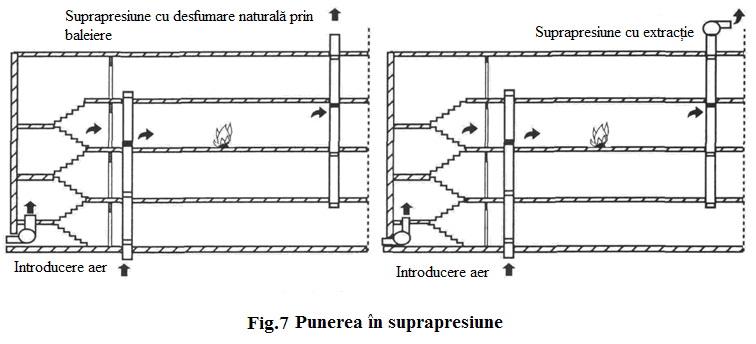 Suprapresiune cu desfumare naturală prin
baleiere
Suprapresiune cu extracție
Introducere aer
Introducere aer
Fig.7 Punerea în suprapresiune